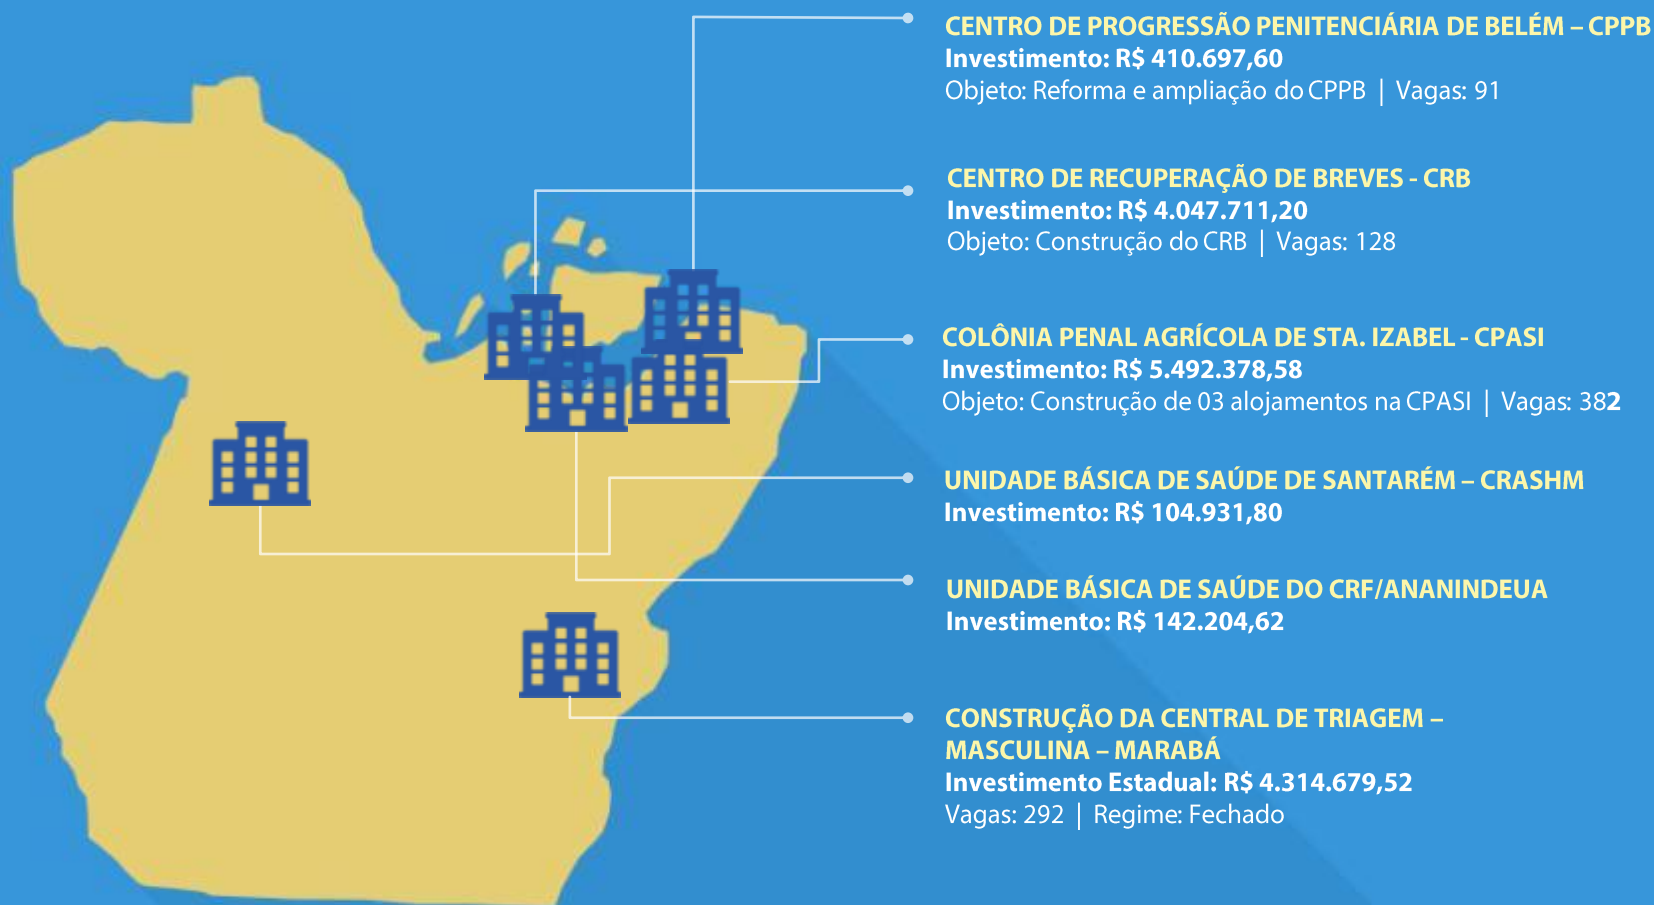 CENTRO DE PROGRESSÃO PENITENCIÁRIA DE BELÉM – CPPB
Investimento: R$ 410.697,60
Objeto: Reforma e ampliação do CPPB | Vagas: 91
CENTRO DE RECUPERAÇÃO DE BREVES - CRB
Investimento: R$ 4.047.711,20
Objeto: Construção do CRB | Vagas: 128
COLÔNIA PENAL AGRÍCOLA DE STA. IZABEL - CPASI
Investimento: R$ 5.492.378,58
Objeto: Construção de 03 alojamentos na CPASI | Vagas: 382
UNIDADE BÁSICA DE SAÚDE DE SANTARÉM – CRASHM
Investimento: R$ 104.931,80
UNIDADE BÁSICA DE SAÚDE DO CRF/ANANINDEUA
Investimento: R$ 142.204,62
CONSTRUÇÃO DA CENTRAL DE TRIAGEM –
MASCULINA – MARABÁ
Investimento Estadual: R$ 4.314.679,52
Vagas: 292 | Regime: Fechado